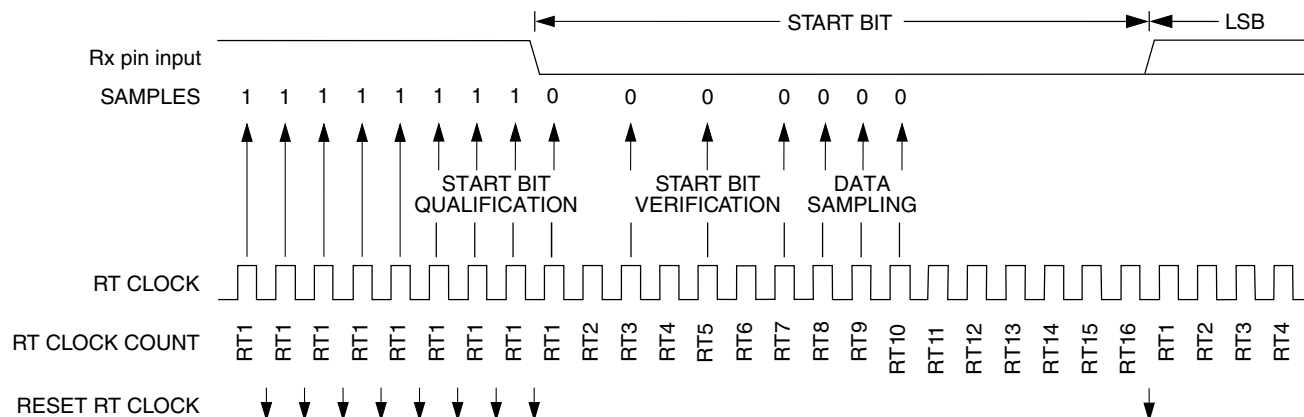 START BIT LSB
Rx pin input
SAMPLES 1 1 1 1 1 1 1 1 0 0 0 0 0 0 0
START BIT QUALIFICATION
START BIT VERIFICATION
DATA SAMPLING
RT CLOCK
RT CLOCK COUNT RT1 RT1 RT1 RT1 RT1 RT1 RT1 RT1 RT1 RT2 RT3 RT4 RT5 RT6 RT7 RT8 RT9 RT10 RT11 RT12 RT13 RT14 RT15 RT16 RT1 RT2 RT3 RT4
RESET RT CLOCK